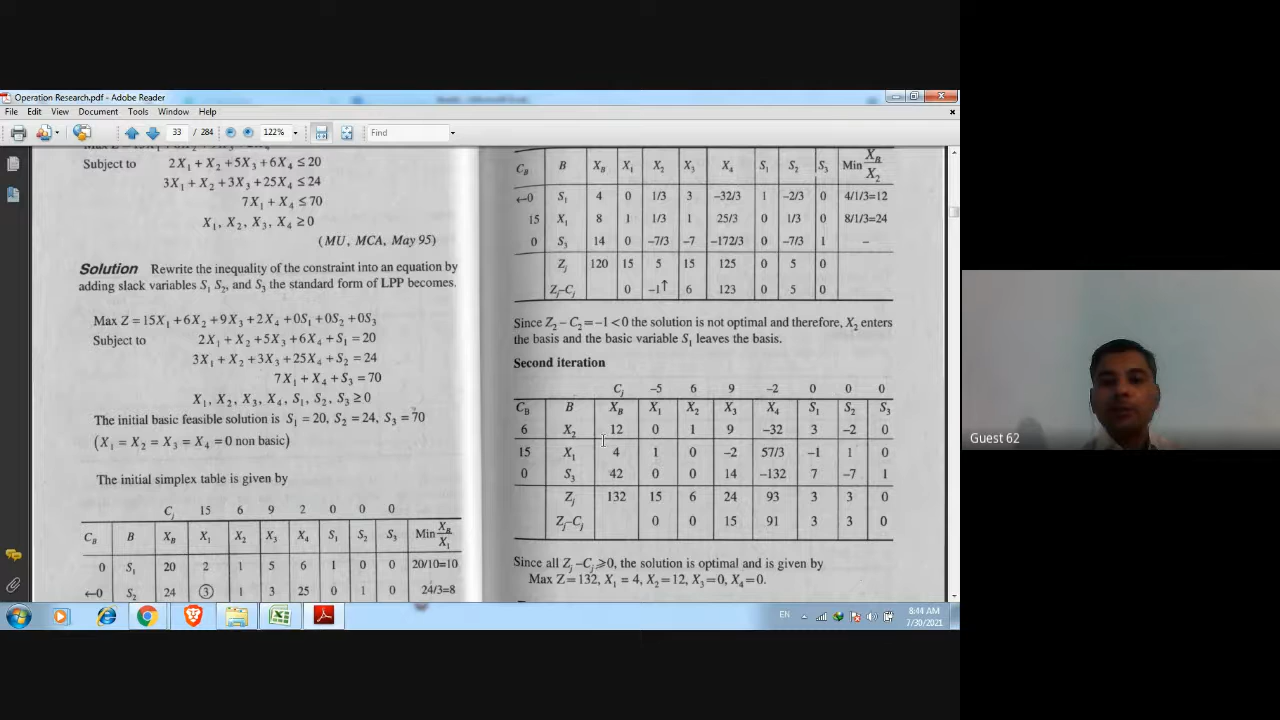 Operation Research.pdf - Adobe Reader
File Edit View Document Tools Window Help
33 / 284 122% Find
Subject to 2X₁ + X₂ + 5X₃ + 6X₄ ≤ 20
3X₁ + X₂ + 3X₃ + 25X₄ ≤ 24
7X₁ + X₄ ≤ 70
X₁, X₂, X₃, X₄ ≥ 0
(MU, MCA, May 95)
Solution Rewrite the inequality of the constraint into an equation by
adding slack variables S₁ S₂, and S₃ the standard form of LPP becomes.
Max Z = 15X₁ + 6X₂ + 9X₃ + 2X₄ + 0S₁ + 0S₂ + 0S₃
Subject to 2X₁ + X₂ + 5X₃ + 6X₄ + S₁ = 20
3X₁ + X₂ + 3X₃ + 25X₄ + S₂ = 24
7X₁ + X₄ + S₃ = 70
X₁, X₂, X₃, X₄, S₁, S₂, S₃ ≥ 0
The initial basic feasible solution is S₁ = 20, S₂ = 24, S₃ = 70
(X₁ = X₂ = X₃ = X₄ = 0 non basic)
The initial simplex table is given by
Cⱼ 15 6 9 2 0 0 0
C_B B X_B X₁ X₂ X₃ X₄ S₁ S₂ S₃ Min X_B/X₁
0 S₁ 20 2 1 5 6 1 0 0 20/10=10
←0 S₂ 24 3 1 3 25 0 1 0 24/3=8
C_B B X_B X₁ X₂ X₃ X₄ S₁ S₂ S₃ Min X_B/X₂
←0 S₁ 4 0 1/3 3 –32/3 1 –2/3 0 4/1/3=12
15 X₁ 8 1 1/3 1 25/3 0 1/3 0 8/1/3=24
0 S₃ 14 0 –7/3 –7 –172/3 0 –7/3 1 –
Zⱼ 120 15 5 15 125 0 5 0
Zⱼ–Cⱼ 0 –1↑ 6 123 0 5 0
Since Z₂ – C₂ = –1 < 0 the solution is not optimal and therefore, X₂ enters
the basis and the basic variable S₁ leaves the basis.
Second iteration
Cⱼ –5 6 9 –2 0 0 0
C_B B X_B X₁ X₂ X₃ X₄ S₁ S₂ S₃
6 X₂ 12 0 1 9 –32 3 –2 0
15 X₁ 4 1 0 –2 57/3 –1 1 0
0 S₃ 42 0 0 14 –132 7 –7 1
Zⱼ 132 15 6 24 93 3 3 0
Zⱼ–Cⱼ 0 0 15 91 3 3 0
Since all Zⱼ – Cⱼ ≥ 0, the solution is optimal and is given by
Max Z = 132, X₁ = 4, X₂ = 12, X₃ = 0, X₄ = 0.
EN
8:44 AM
7/30/2021
Guest 62